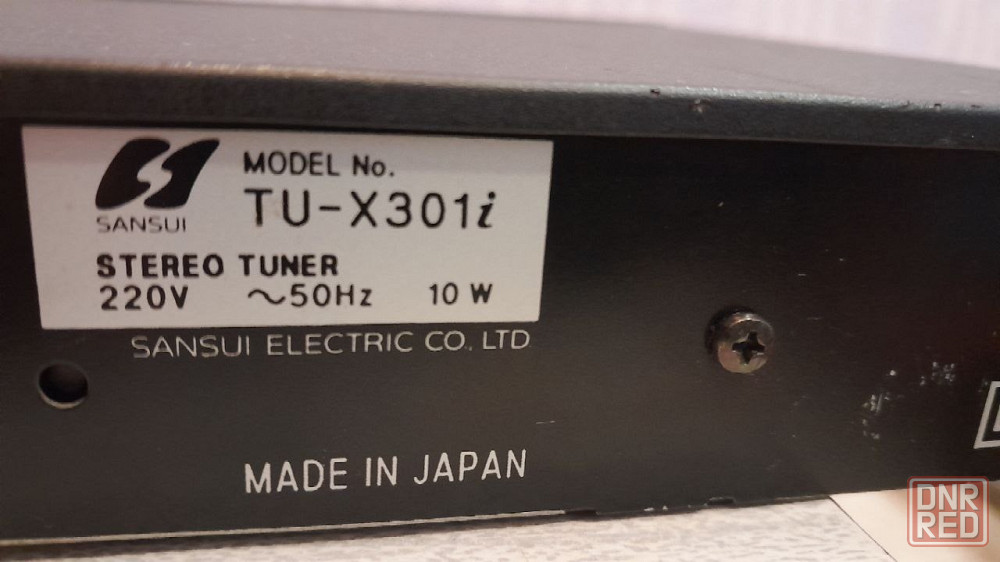 MODEL No.
TU-X301i
SANSUI
STEREO TUNER
220V ~50Hz 10 W
SANSUI ELECTRIC CO., LTD
MADE IN JAPAN
DNR
RED